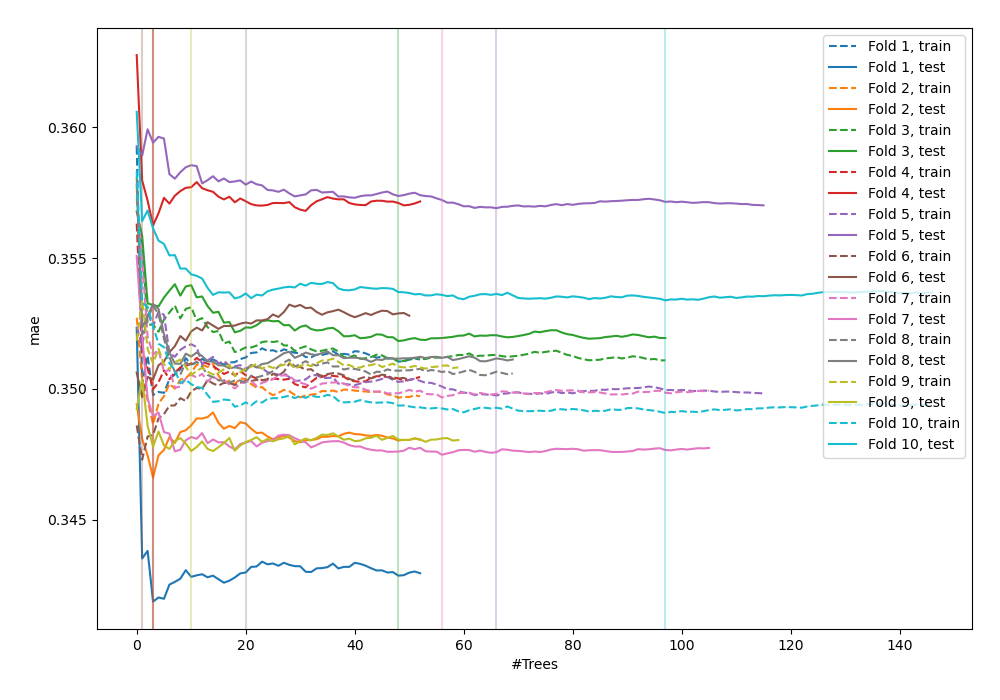 mae
0.360
0.355
0.350
0.345
0
20
40
60
80
100
120
140
#Trees
Fold 1, train
Fold 1, test
Fold 2, train
Fold 2, test
Fold 3, train
Fold 3, test
Fold 4, train
Fold 4, test
Fold 5, train
Fold 5, test
Fold 6, train
Fold 6, test
Fold 7, train
Fold 7, test
Fold 8, train
Fold 8, test
Fold 9, train
Fold 9, test
Fold 10, train
Fold 10, test